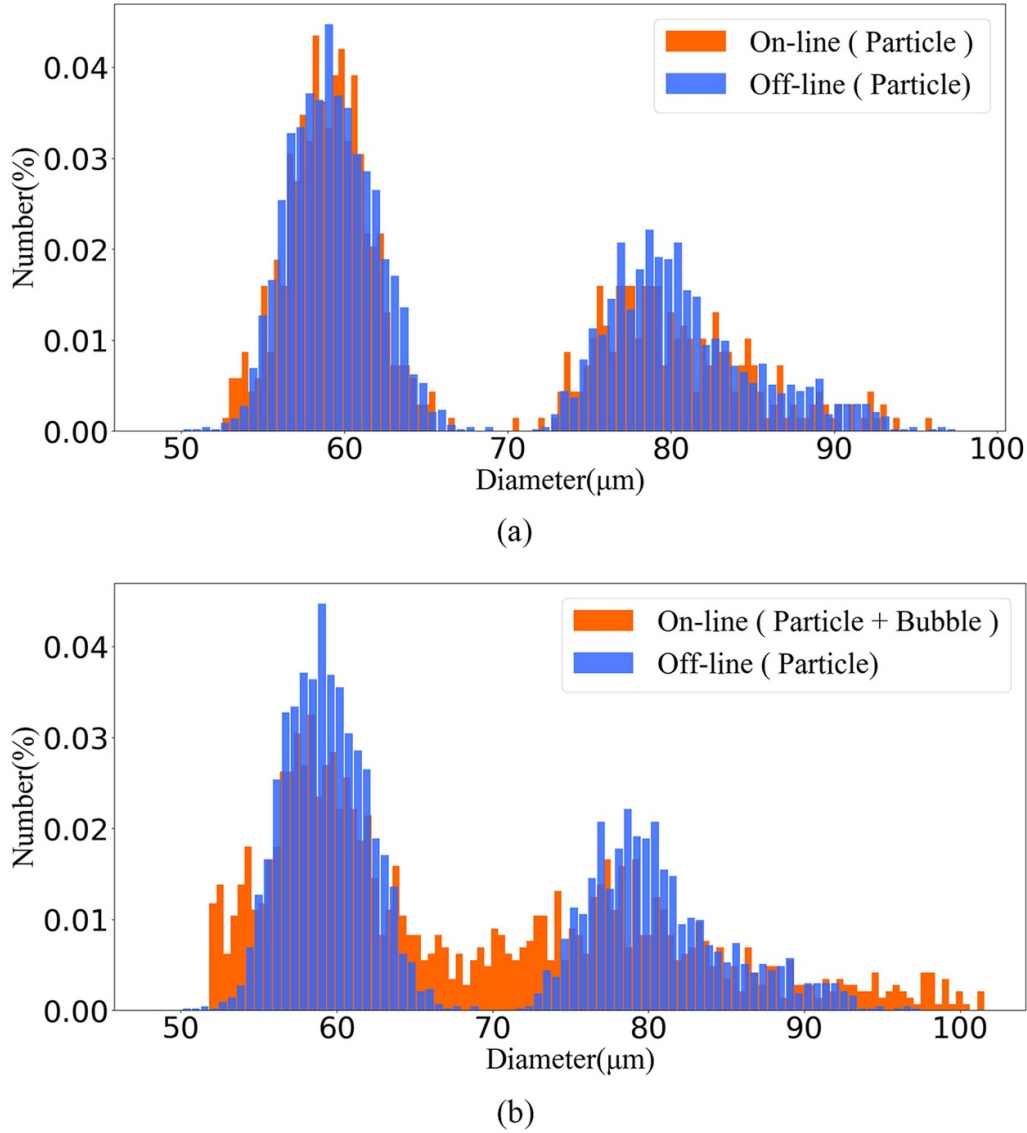 On-line ( Particle )
Off-line ( Particle)
Number(%)
0.04
0.03
0.02
0.01
0.00
50 60 70 80 90 100
Diameter(μm)
(a)
On-line ( Particle + Bubble )
Off-line ( Particle)
Number(%)
0.04
0.03
0.02
0.01
0.00
50 60 70 80 90 100
Diameter(μm)
(b)